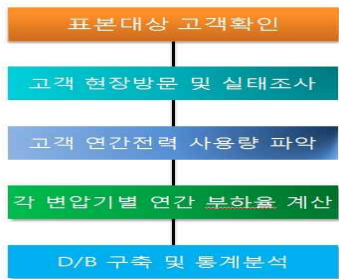 표본대상 고객확인
고객 현장방문 및 실태조사
고객 연간전력 사용량 파악
각 변압기별 연간 부하율 계산
D/B 구축 및 통계분석